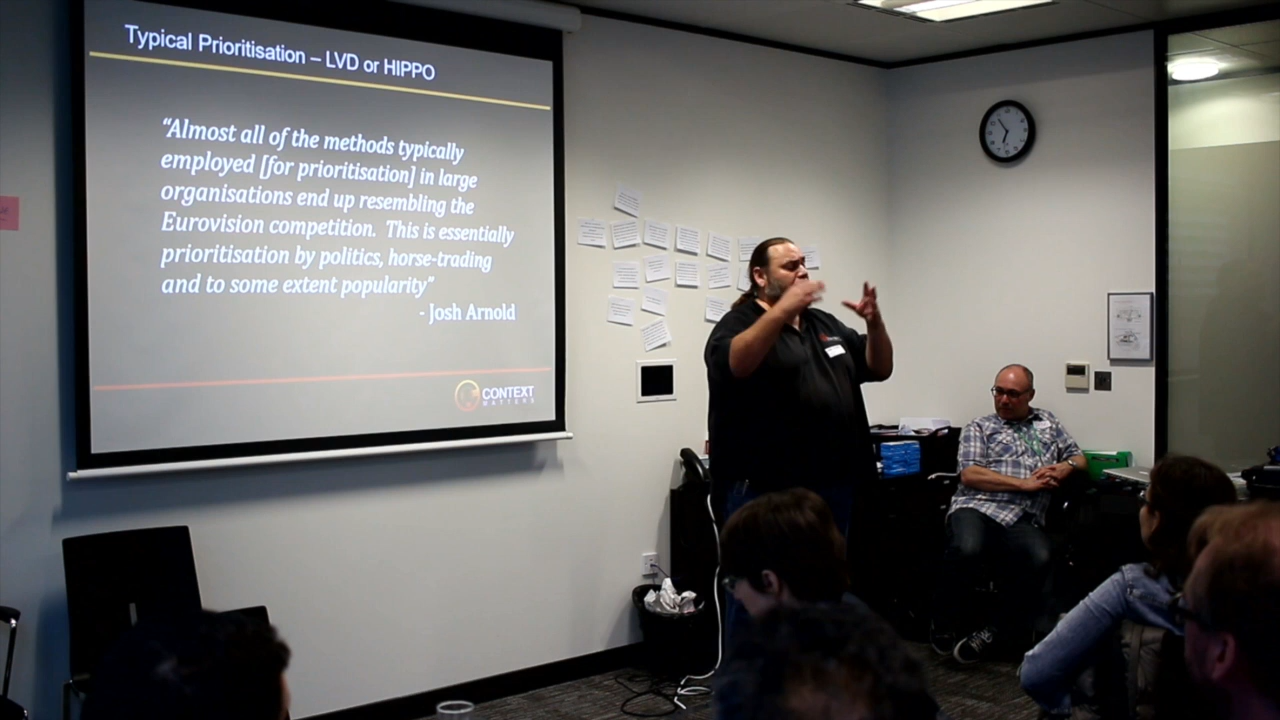 Typical Prioritisation – LVD or HIPPO
“Almost all of the methods typically
employed [for prioritisation] in large
organisations end up resembling the
Eurovision competition. This is essentially
prioritisation by politics, horse-trading
and to some extent popularity”
- Josh Arnold
CONTEXT
MATTERS